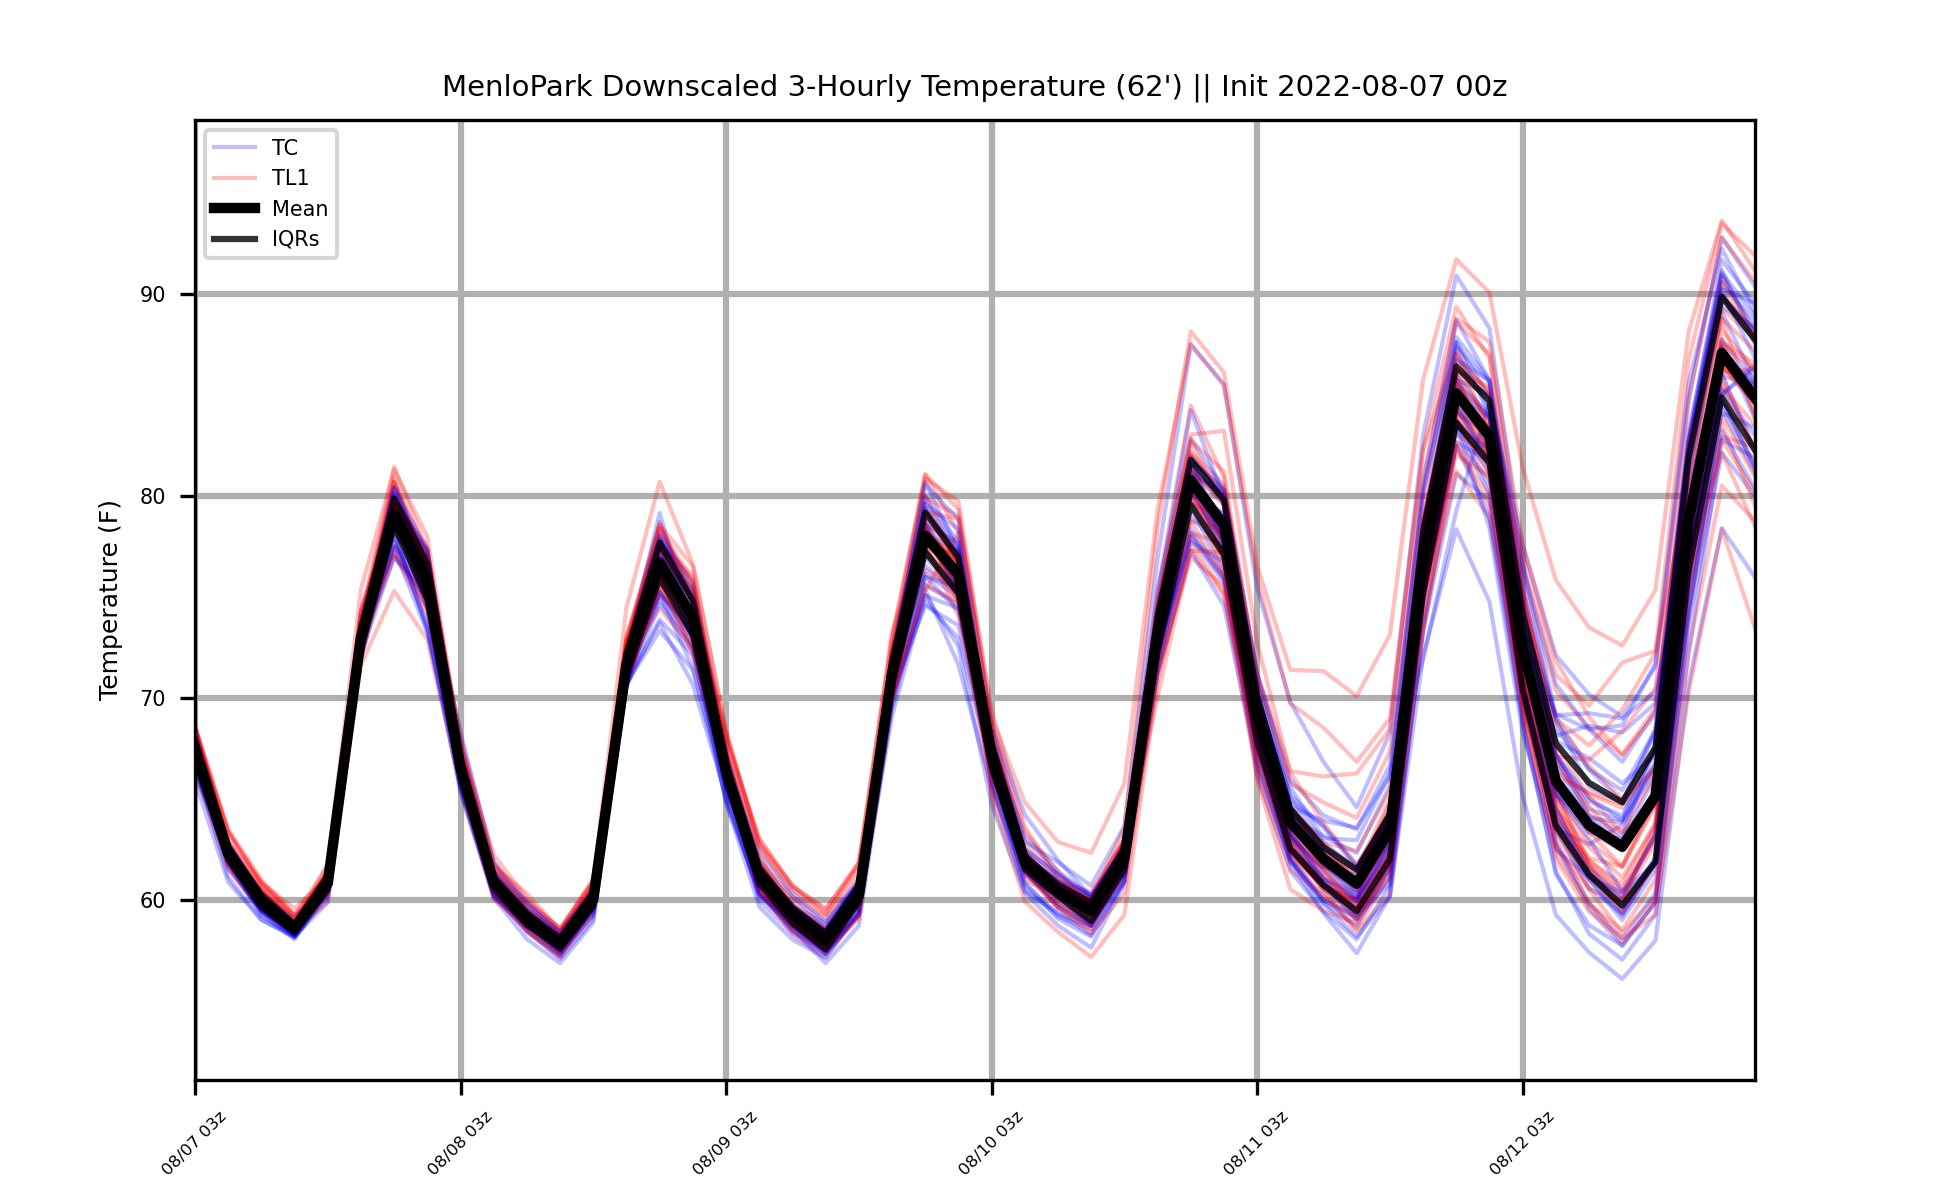 MenloPark Downscaled 3-Hourly Temperature (62') || Init 2022-08-07 00z
TC
TL1
Mean
IQRs
Temperature (F)
90
80
70
60
08/07 03z
08/08 03z
08/09 03z
08/10 03z
08/11 03z
08/12 03z